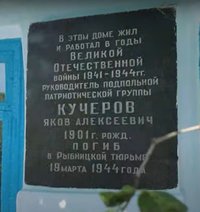 В ЭТОМ ДОМЕ ЖИЛ
И РАБОТАЛ В ГОДЫ
ВЕЛИКОЙ
ОТЕЧЕСТВЕННОЙ
ВОЙНЫ 1941-1944ГГ.
РУКОВОДИТЕЛЬ ПОДПОЛЬНОЙ
ПАТРИОТИЧЕСКОЙ ГРУППЫ
КУЧЕРОВ
ЯКОВ АЛЕКСЕЕВИЧ
1901Г. РОЖД.
ПОГИБ
В РЫБНИЦКОЙ ТЮРЬМЕ
19 МАРТА 1944 ГОДА